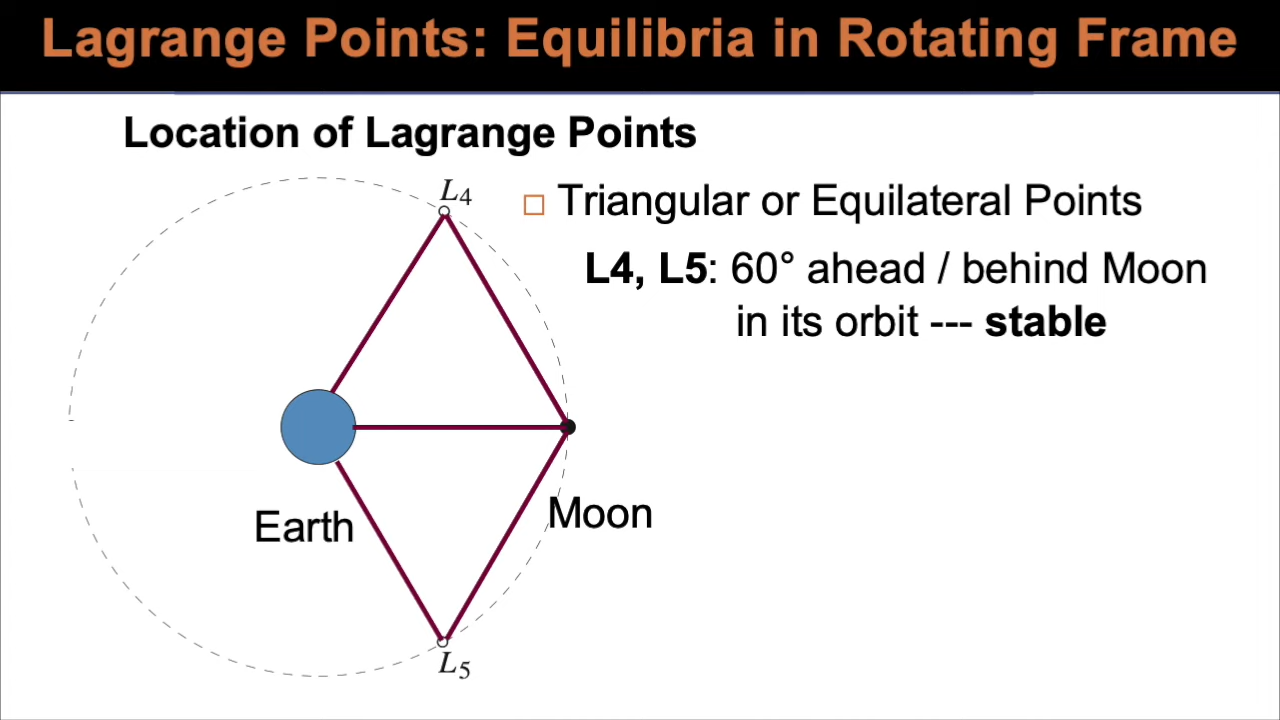 Lagrange Points: Equilibria in Rotating Frame
Location of Lagrange Points
L4
□ Triangular or Equilateral Points
L4, L5: 60° ahead / behind Moon
in its orbit --- stable
Earth
Moon
L5